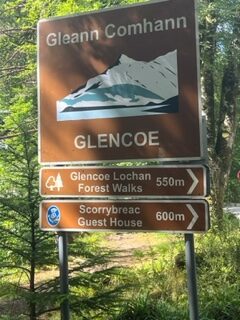 Gleann Comhann
GLENCOE
Glencoe Lochan
Forest Walks 550m
Scorrybreac
Guest House 600m